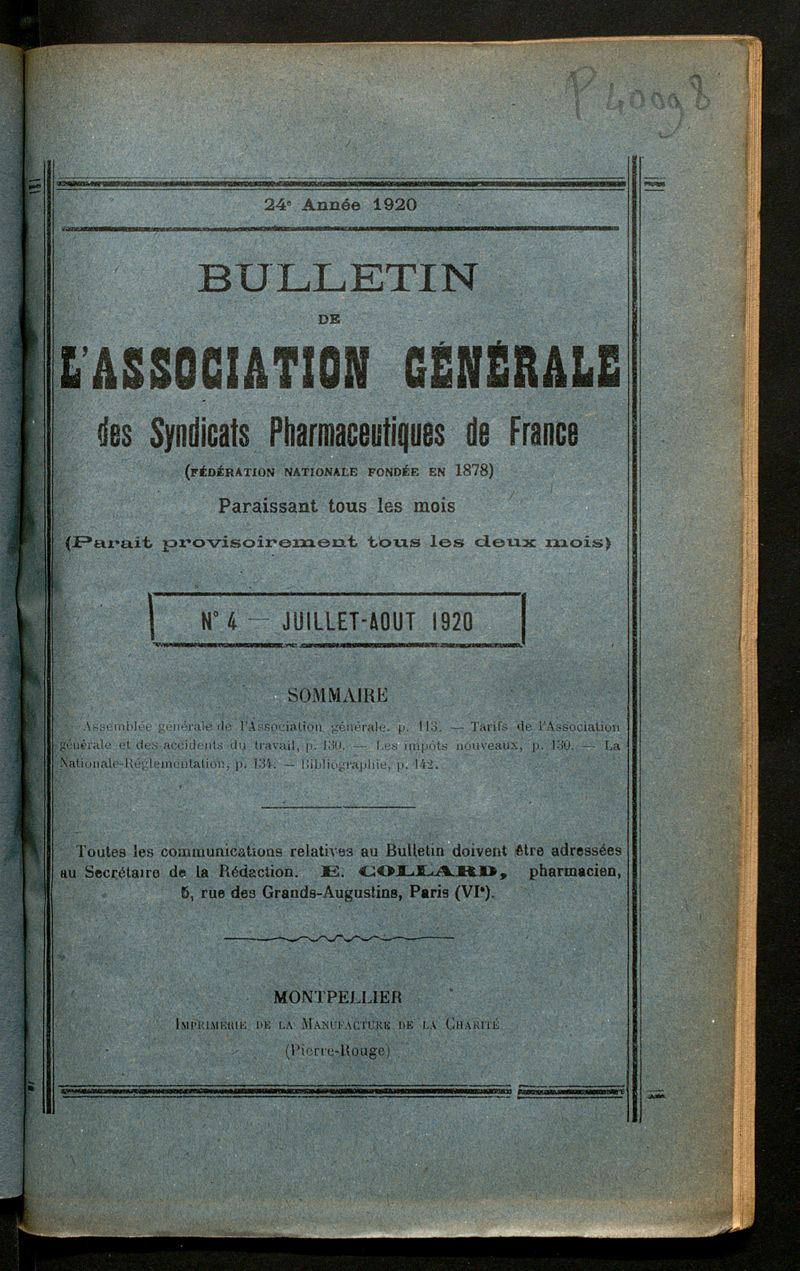 P 40098
24e Année 1920
BULLETIN
DE
L'ASSOCIATION GÉNÉRALE
des Syndicats Pharmaceutiques de France
(FÉDÉRATION NATIONALE FONDÉE EN 1878)
Paraissant tous les mois
(Parait provisoirement tous les deux mois)
N° 4 — JUILLET-AOUT 1920
SOMMAIRE
Assemblée générale de l'Association générale. p. 113. — Tarifs de l'Association
générale et des accidents du travail, p. 130. — Les impôts nouveaux, p. 130. — La
Nationale-Réglementation, p. 134. — Bibliographie, p. 142.
Toutes les communications relatives au Bulletin doivent être adressées
au Secrétaire de la Rédaction. E. COLLARD, pharmacien,
5, rue des Grands-Augustins, Paris (VIe).
MONTPELLIER
IMPRIMERIE DE LA MANUFACTURE DE LA CHARITÉ
(Pierre-Rouge)